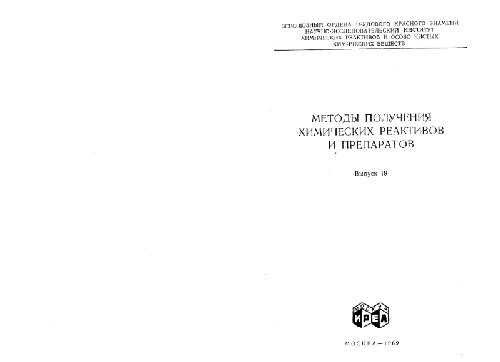 ВСЕСОЮЗНЫЙ ОРДЕНА ТРУДОВОГО КРАСНОГО ЗНАМЕНИ
НАУЧНО-ИССЛЕДОВАТЕЛЬСКИЙ ИНСТИТУТ
ХИМИЧЕСКИХ РЕАКТИВОВ И ОСОБО ЧИСТЫХ
ХИМИЧЕСКИХ ВЕЩЕСТВ
МЕТОДЫ ПОЛУЧЕНИЯ
ХИМИЧЕСКИХ РЕАКТИВОВ
И ПРЕПАРАТОВ
Выпуск 19
ИРЕА
МОСКВА—1969